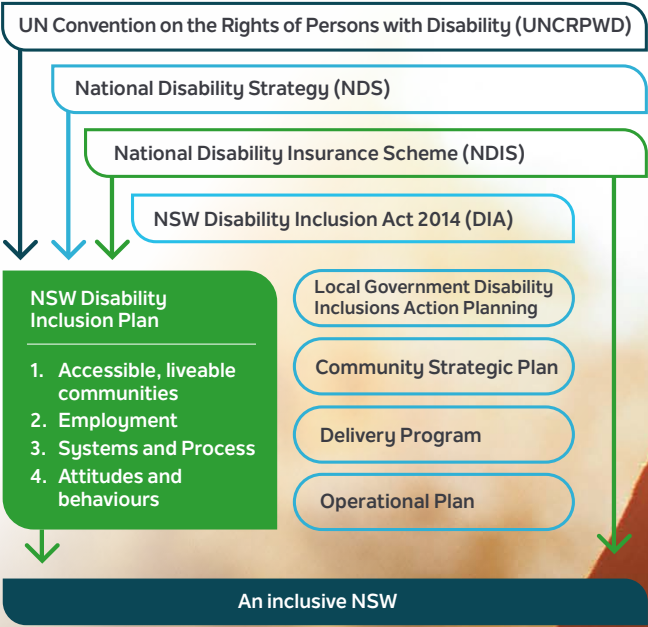 UN Convention on the Rights of Persons with Disability (UNCRPWD)
National Disability Strategy (NDS)
National Disability Insurance Scheme (NDIS)
NSW Disability Inclusion Act 2014 (DIA)
NSW Disability
Inclusion Plan
1. Accessible, liveable
communities
2. Employment
3. Systems and Process
4. Attitudes and
behaviours
Local Government Disability
Inclusions Action Planning
Community Strategic Plan
Delivery Program
Operational Plan
An inclusive NSW